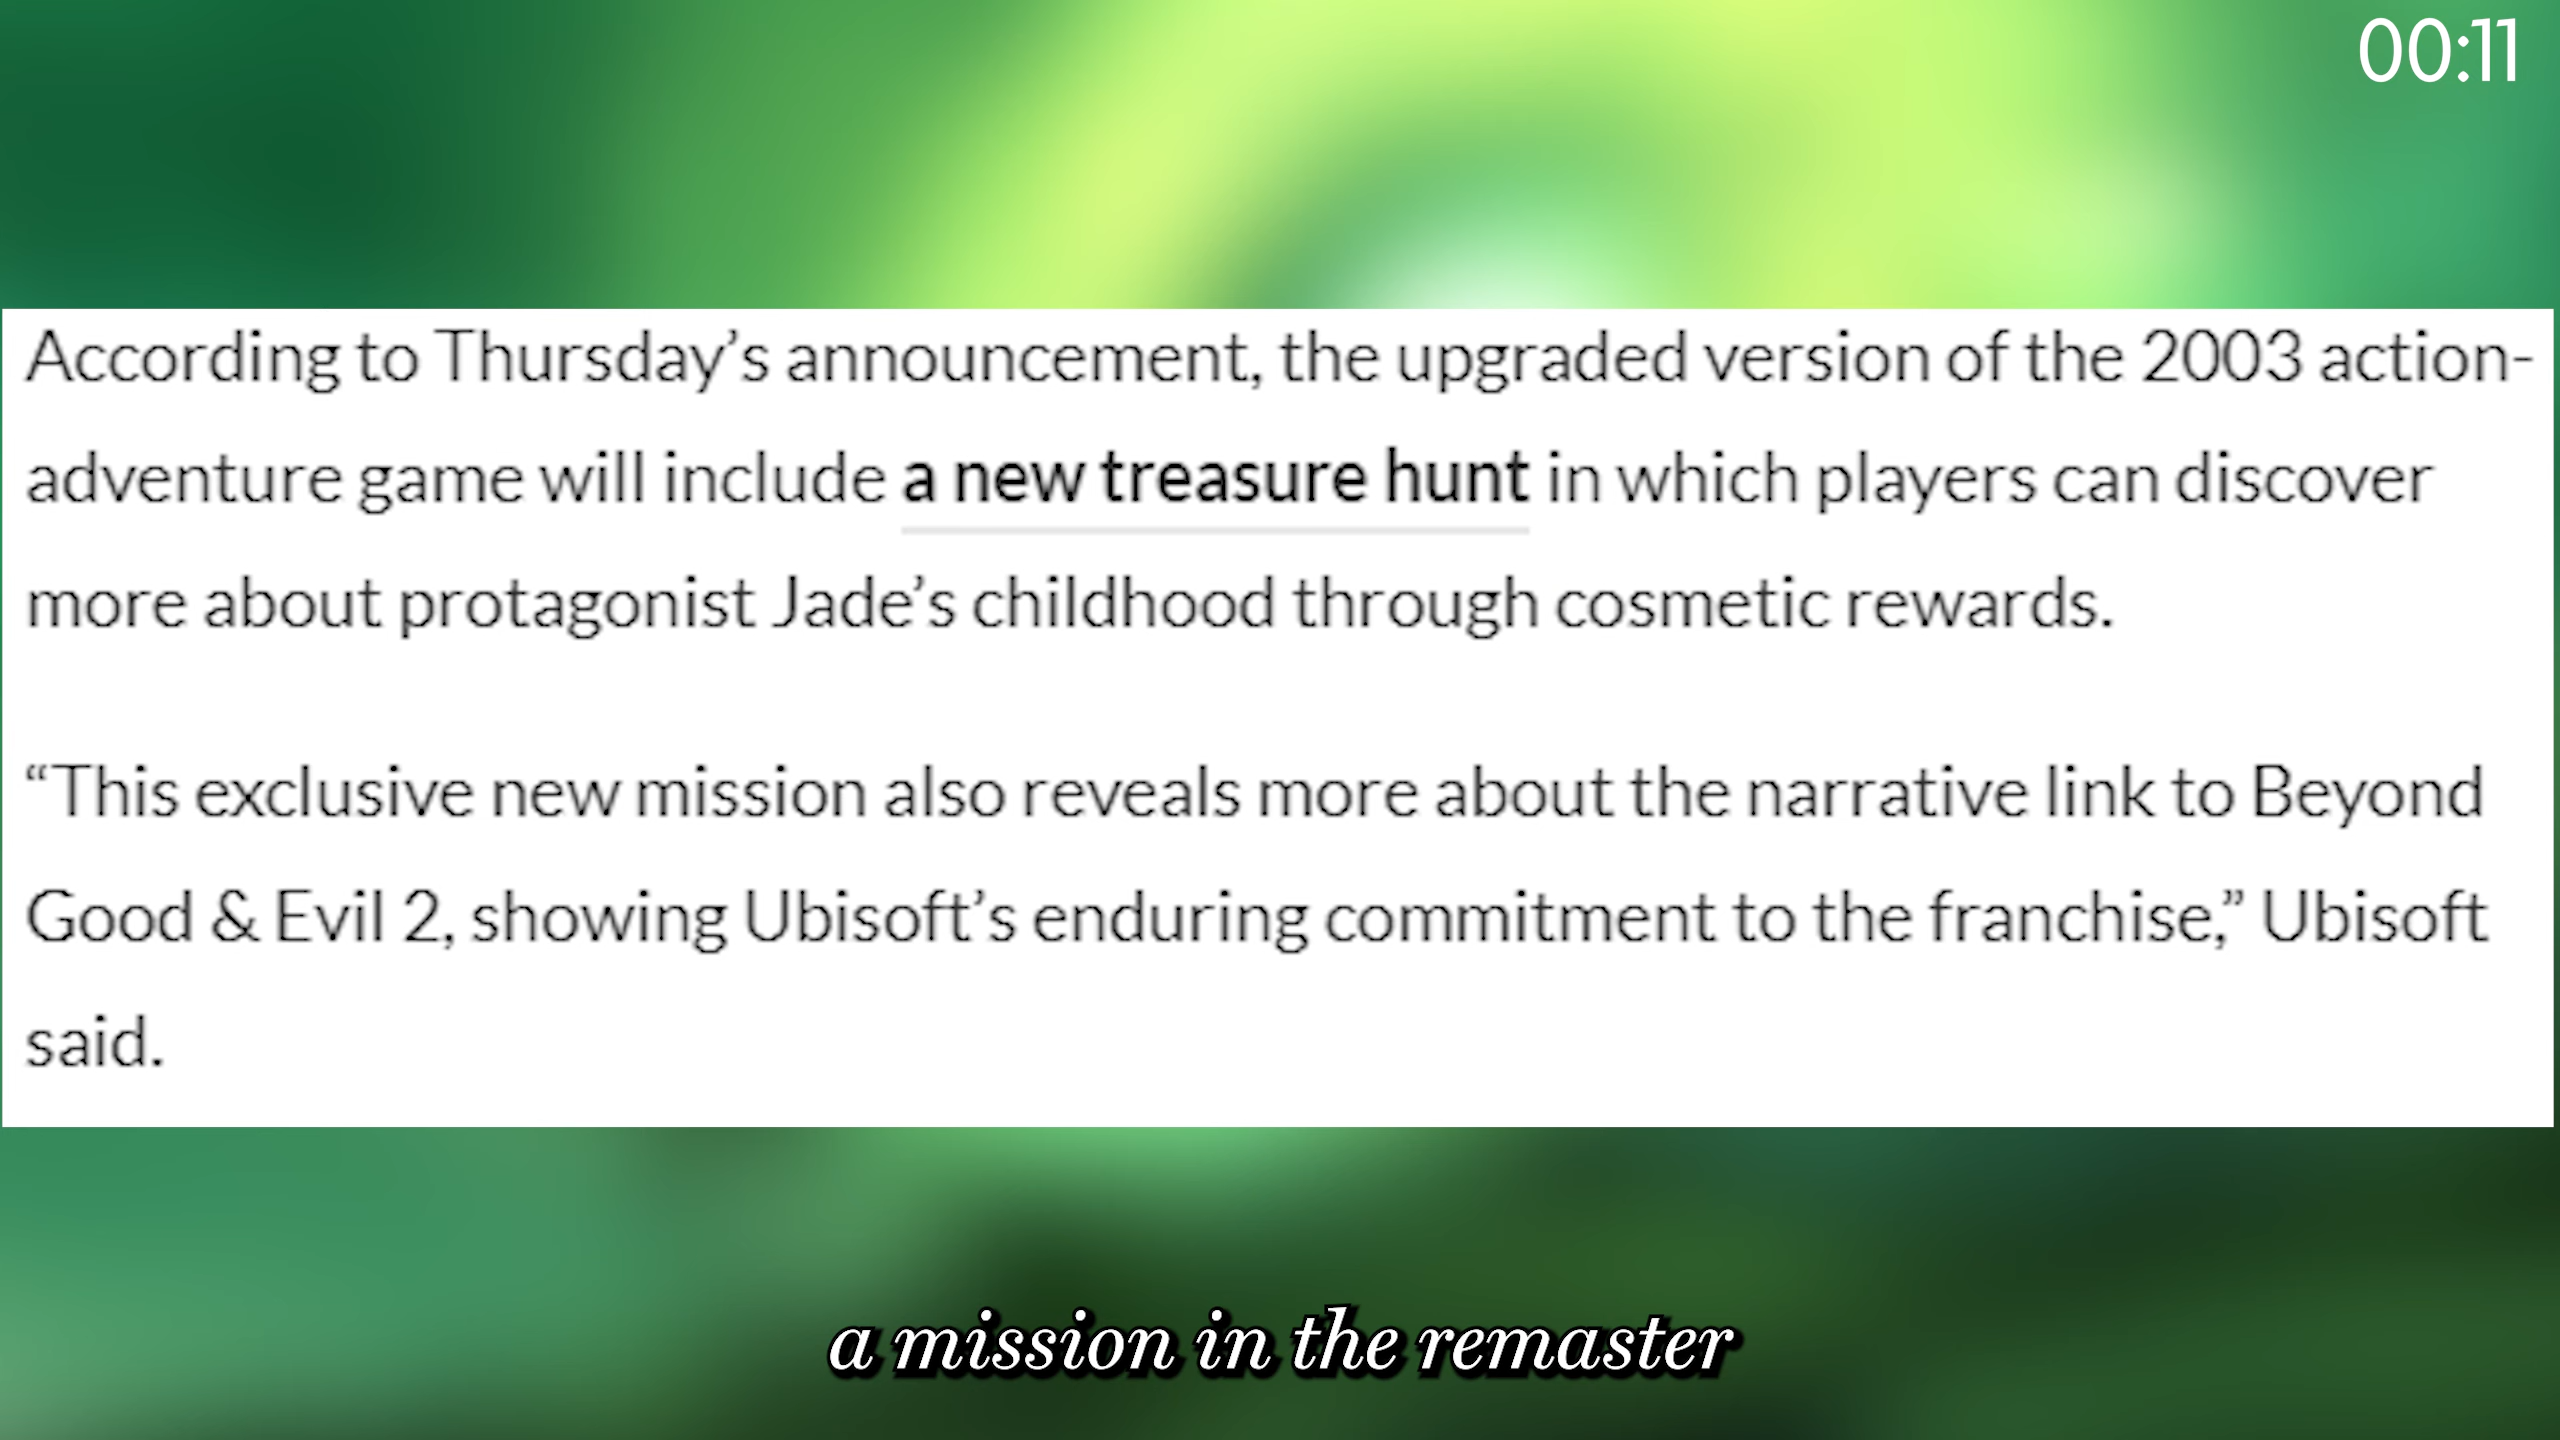 00:11
According to Thursday’s announcement, the upgraded version of the 2003 action-
adventure game will include a new treasure hunt in which players can discover
more about protagonist Jade’s childhood through cosmetic rewards.
“This exclusive new mission also reveals more about the narrative link to Beyond
Good & Evil 2, showing Ubisoft’s enduring commitment to the franchise,” Ubisoft
said.
a mission in the remaster